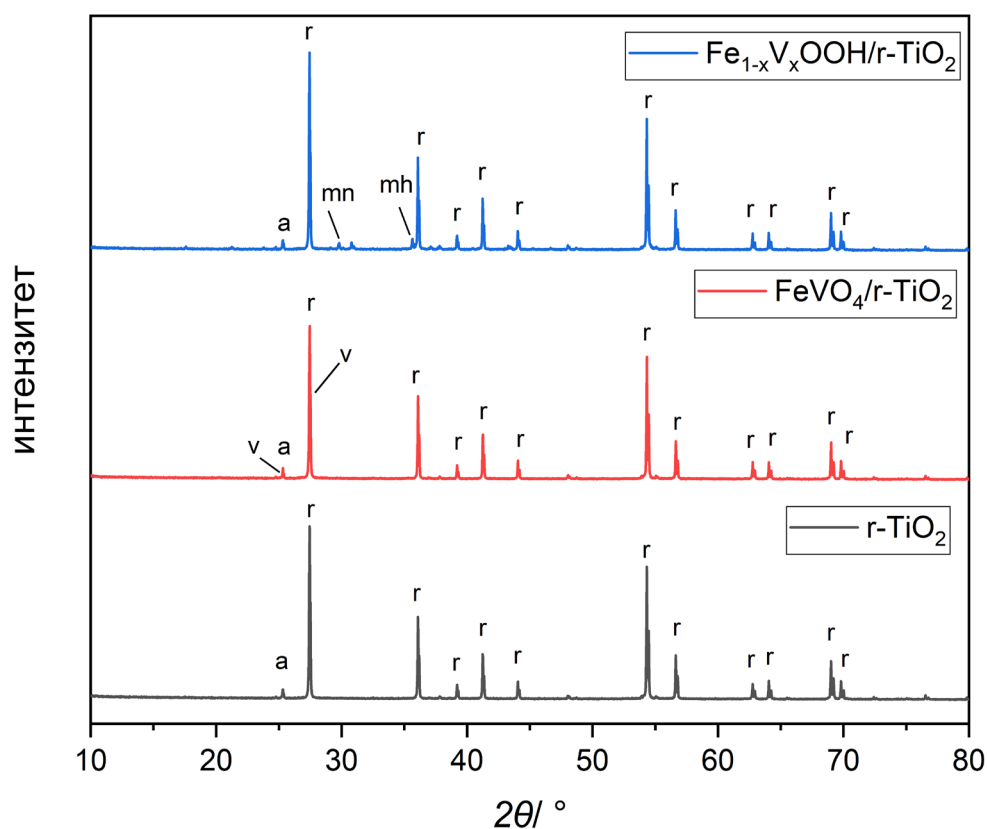 Fe₁₋ₓVₓOOH/r-TiO₂
r
r
r
mn
mh
r
r
r
r
r
r
r
a
r
FeVO₄/r-TiO₂
r
r
v
r
r
r
r
r
r
r
r
v
a
r
r-TiO₂
r
r
r
r
r
r
r
r
r
r
a
интензитет
10
20
30
40
50
60
70
80
2θ/ °